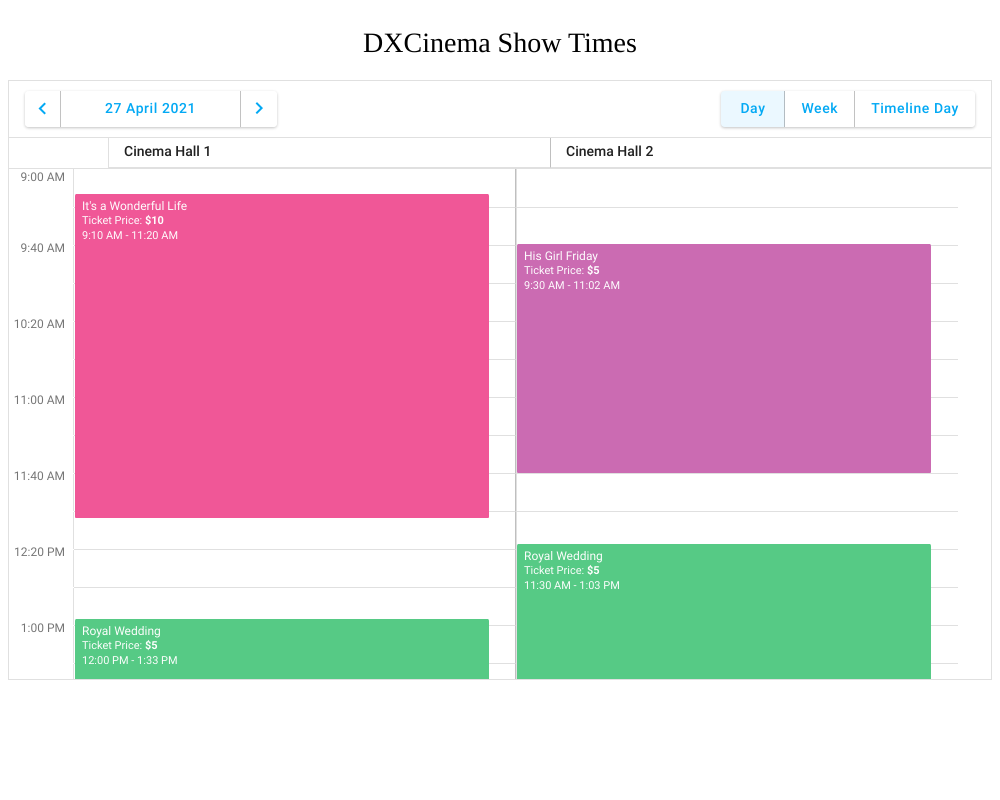 DXCinema Show Times
27 April 2021
Day
Week
Timeline Day
Cinema Hall 1
Cinema Hall 2
9:00 AM
9:40 AM
10:20 AM
11:00 AM
11:40 AM
12:20 PM
1:00 PM
It's a Wonderful Life
Ticket Price: $10
9:10 AM - 11:20 AM
Royal Wedding
Ticket Price: $5
12:00 PM - 1:33 PM
His Girl Friday
Ticket Price: $5
9:30 AM - 11:02 AM
Royal Wedding
Ticket Price: $5
11:30 AM - 1:03 PM